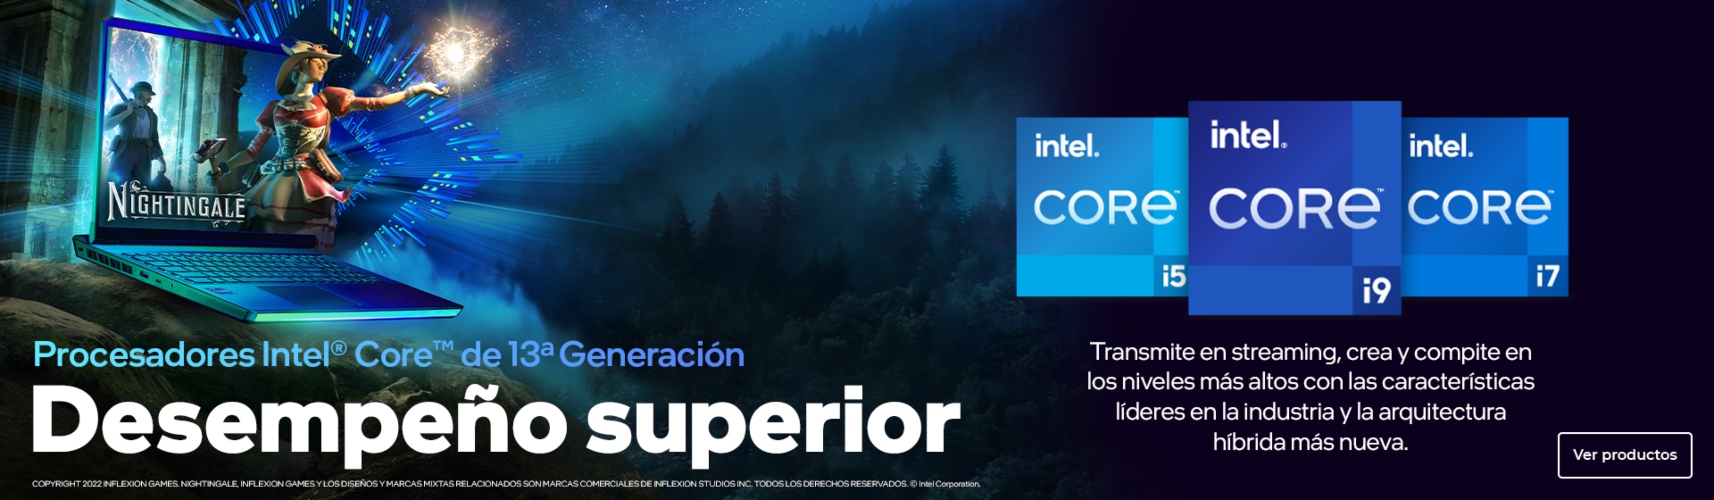 NIGHTINGALE
Procesadores Intel® Core™ de 13ª Generación
Desempeño superior
COPYRIGHT 2022 INFLEXION GAMES. NIGHTINGALE, INFLEXION GAMES Y LOS DISEÑOS Y MARCAS MIXTAS RELACIONADOS SON MARCAS COMERCIALES DE INFLEXION STUDIOS INC. TODOS LOS DERECHOS RESERVADOS. © Intel Corporation.
intel.
CORE™
i5
intel.
CORE™
i9
intel.
CORE™
i7
Transmite en streaming, crea y compite en
los niveles más altos con las características
líderes en la industria y la arquitectura
híbrida más nueva.
Ver productos